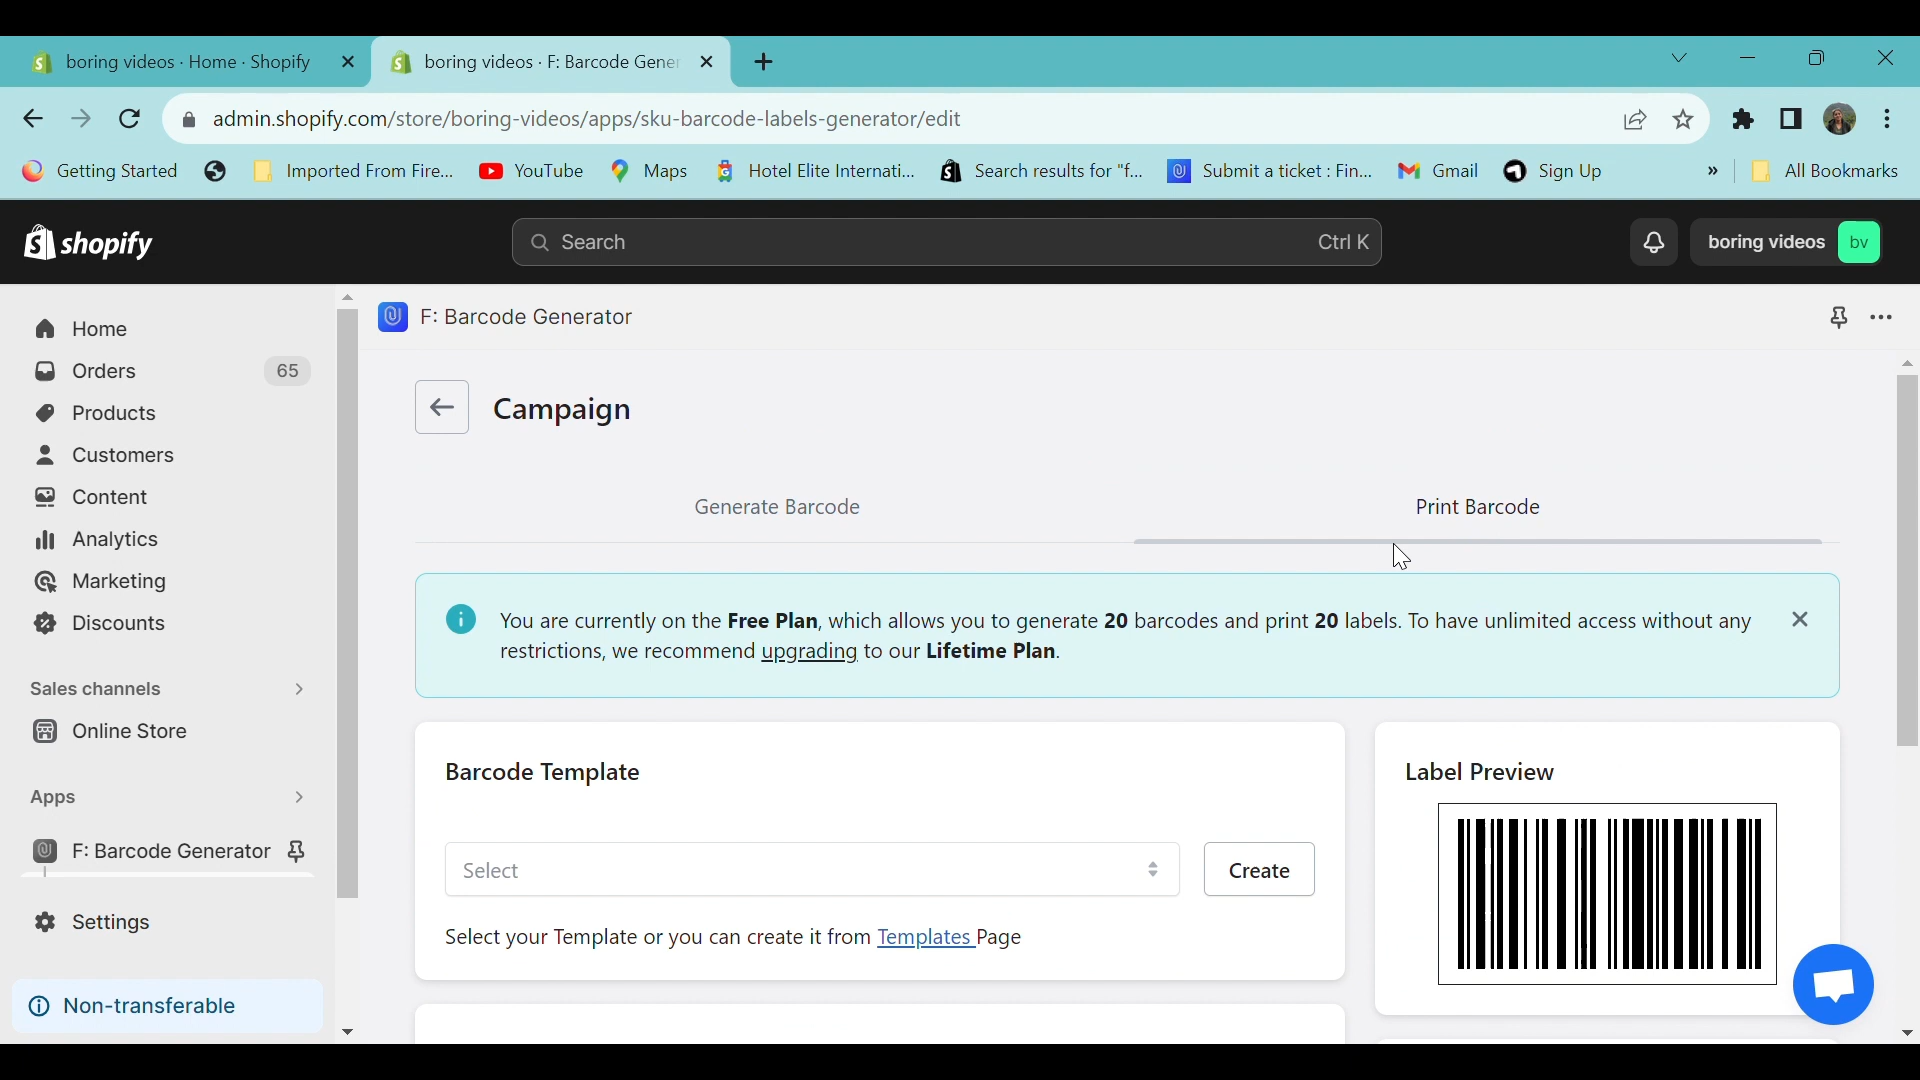 boring videos · Home · Shopify
boring videos · F: Barcode Gener
admin.shopify.com/store/boring-videos/apps/sku-barcode-labels-generator/edit
Getting Started
Imported From Fire...
YouTube
Maps
Hotel Elite Internati...
Search results for "f...
Submit a ticket : Fin...
Gmail
Sign Up
»
All Bookmarks
shopify
Search
Ctrl K
boring videos
bv
Home
Orders
65
Products
Customers
Content
Analytics
Marketing
Discounts
Sales channels
Online Store
Apps
F: Barcode Generator
Settings
Non-transferable
F: Barcode Generator
Campaign
Generate Barcode
Print Barcode
You are currently on the Free Plan, which allows you to generate 20 barcodes and print 20 labels. To have unlimited access without any
restrictions, we recommend upgrading to our Lifetime Plan.
Barcode Template
Select
Create
Select your Template or you can create it from Templates Page
Label Preview